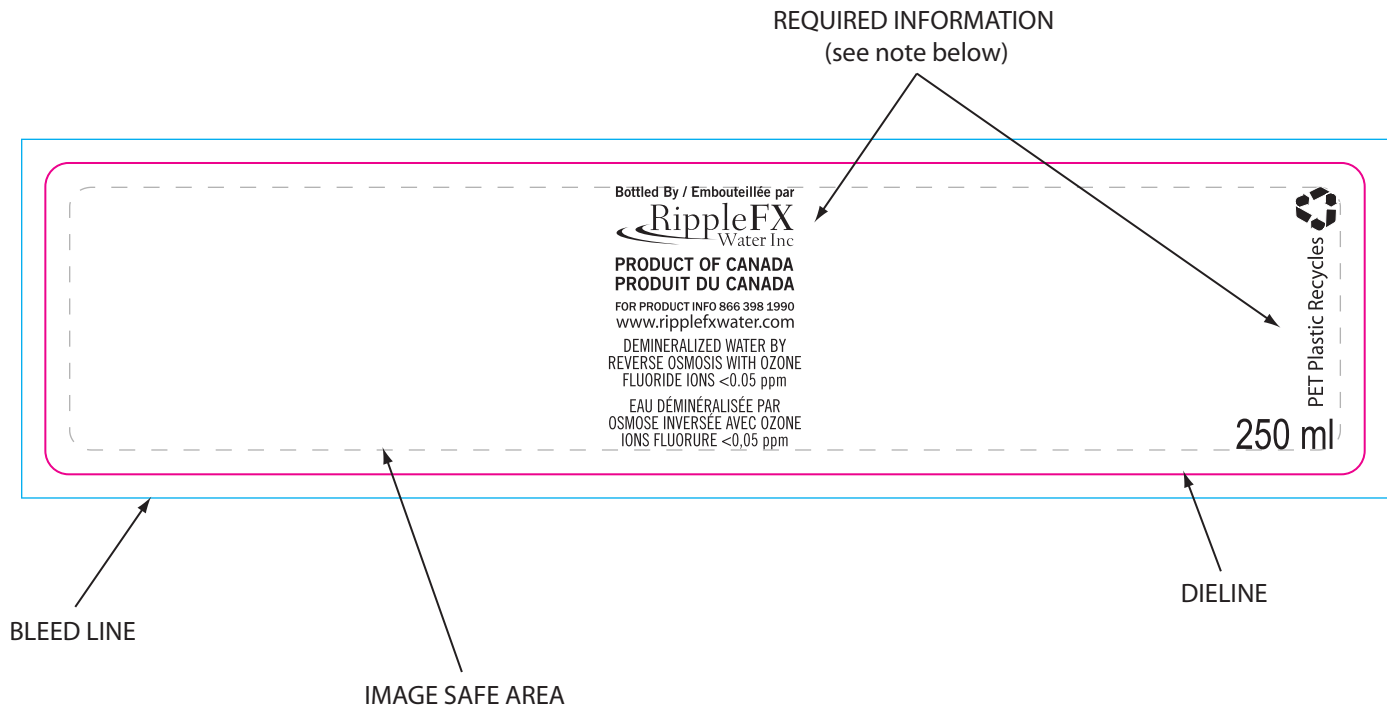 REQUIRED INFORMATION
(see note below)
Bottled By / Embouteillée par
RippleFX
Water Inc
PRODUCT OF CANADA
PRODUIT DU CANADA
FOR PRODUCT INFO 866 398 1990
www.ripplefxwater.com
DEMINERALIZED WATER BY
REVERSE OSMOSIS WITH OZONE
FLUORIDE IONS <0.05 ppm
EAU DÉMINÉRALISÉE PAR
OSMOSE INVERSÉE AVEC OZONE
IONS FLUORURE <0,05 ppm
PET Plastic Recycles
250 ml
BLEED LINE
IMAGE SAFE AREA
DIELINE